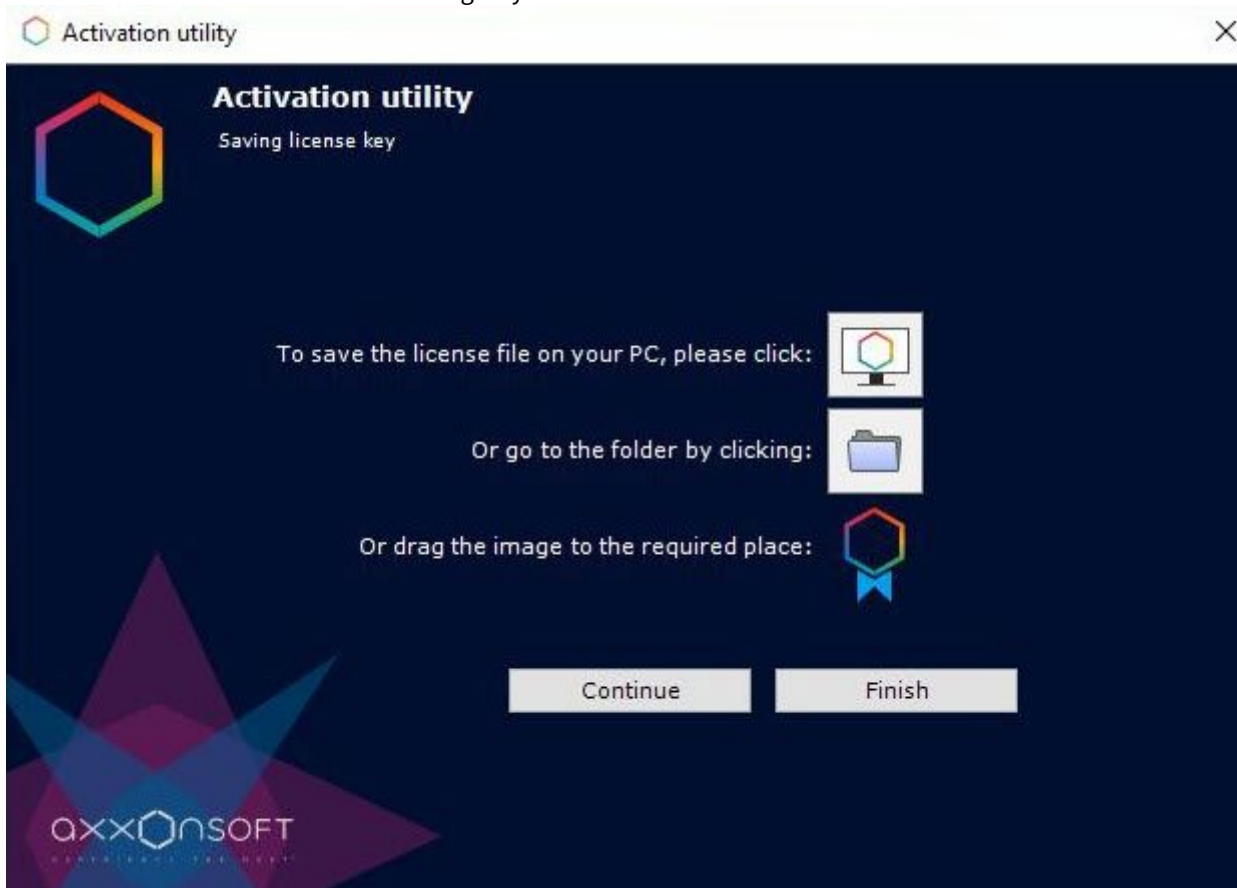 Activation utility
Activation utility
Saving license key
To save the license file on your PC, please click:
Or go to the folder by clicking:
Or drag the image to the required place:
Continue
Finish
axxonsoft